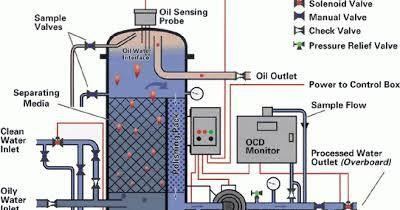 Oil Sensing
Probe
Solenoid Valve
Manual Valve
Check Valve
Pressure Relief Valve
Sample
Valves
Oil Water
Interface
Oil Outlet
Separating
Media
Power to Control Box
Sample Flow
Polishing Pack
Clean
Water
Inlet
OCD
Monitor
Processed Water
Outlet (Overboard)
Oily
Water
Inlet